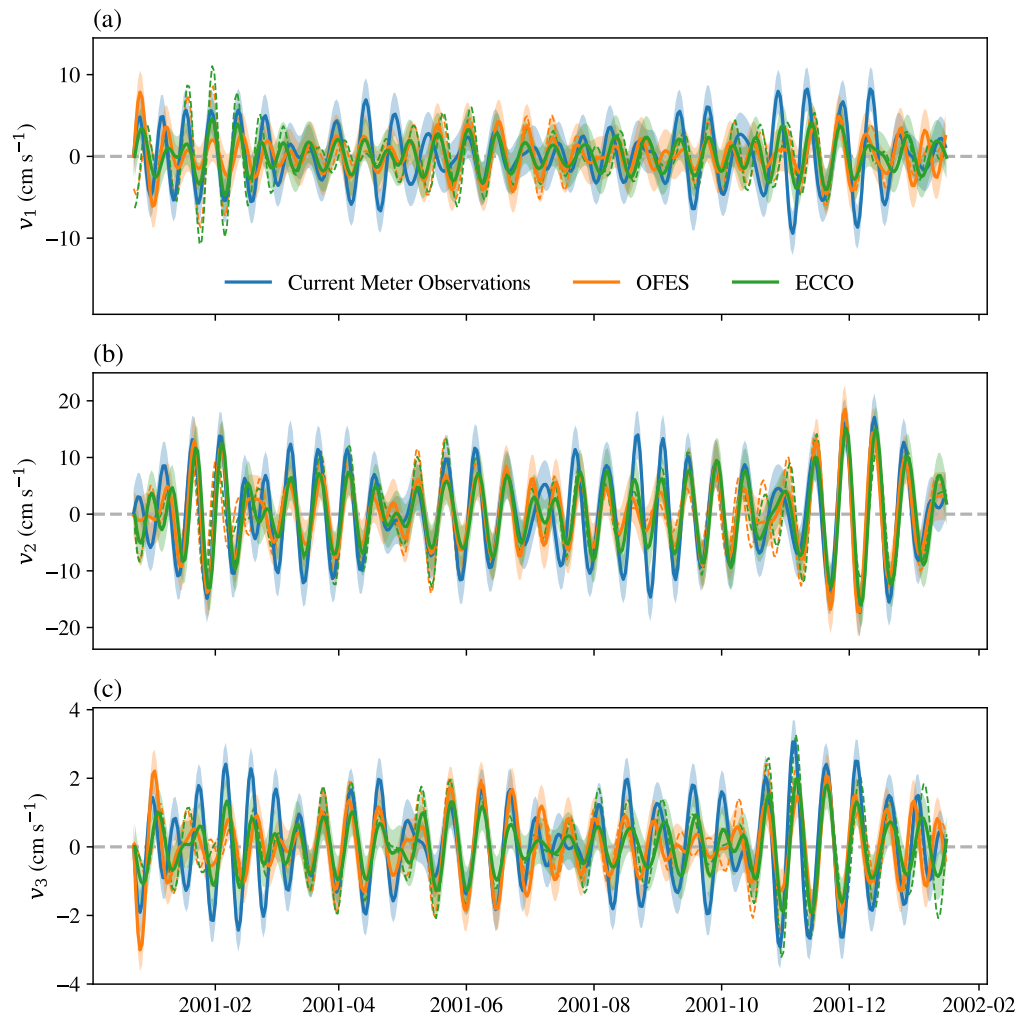 (a)
10
0
−10
v₁ (cm s⁻¹)
Current Meter Observations OFES ECCO
(b)
20
10
0
−10
−20
v₂ (cm s⁻¹)
(c)
4
2
0
−2
−4
v₃ (cm s⁻¹)
2001-02 2001-04 2001-06 2001-08 2001-10 2001-12 2002-02